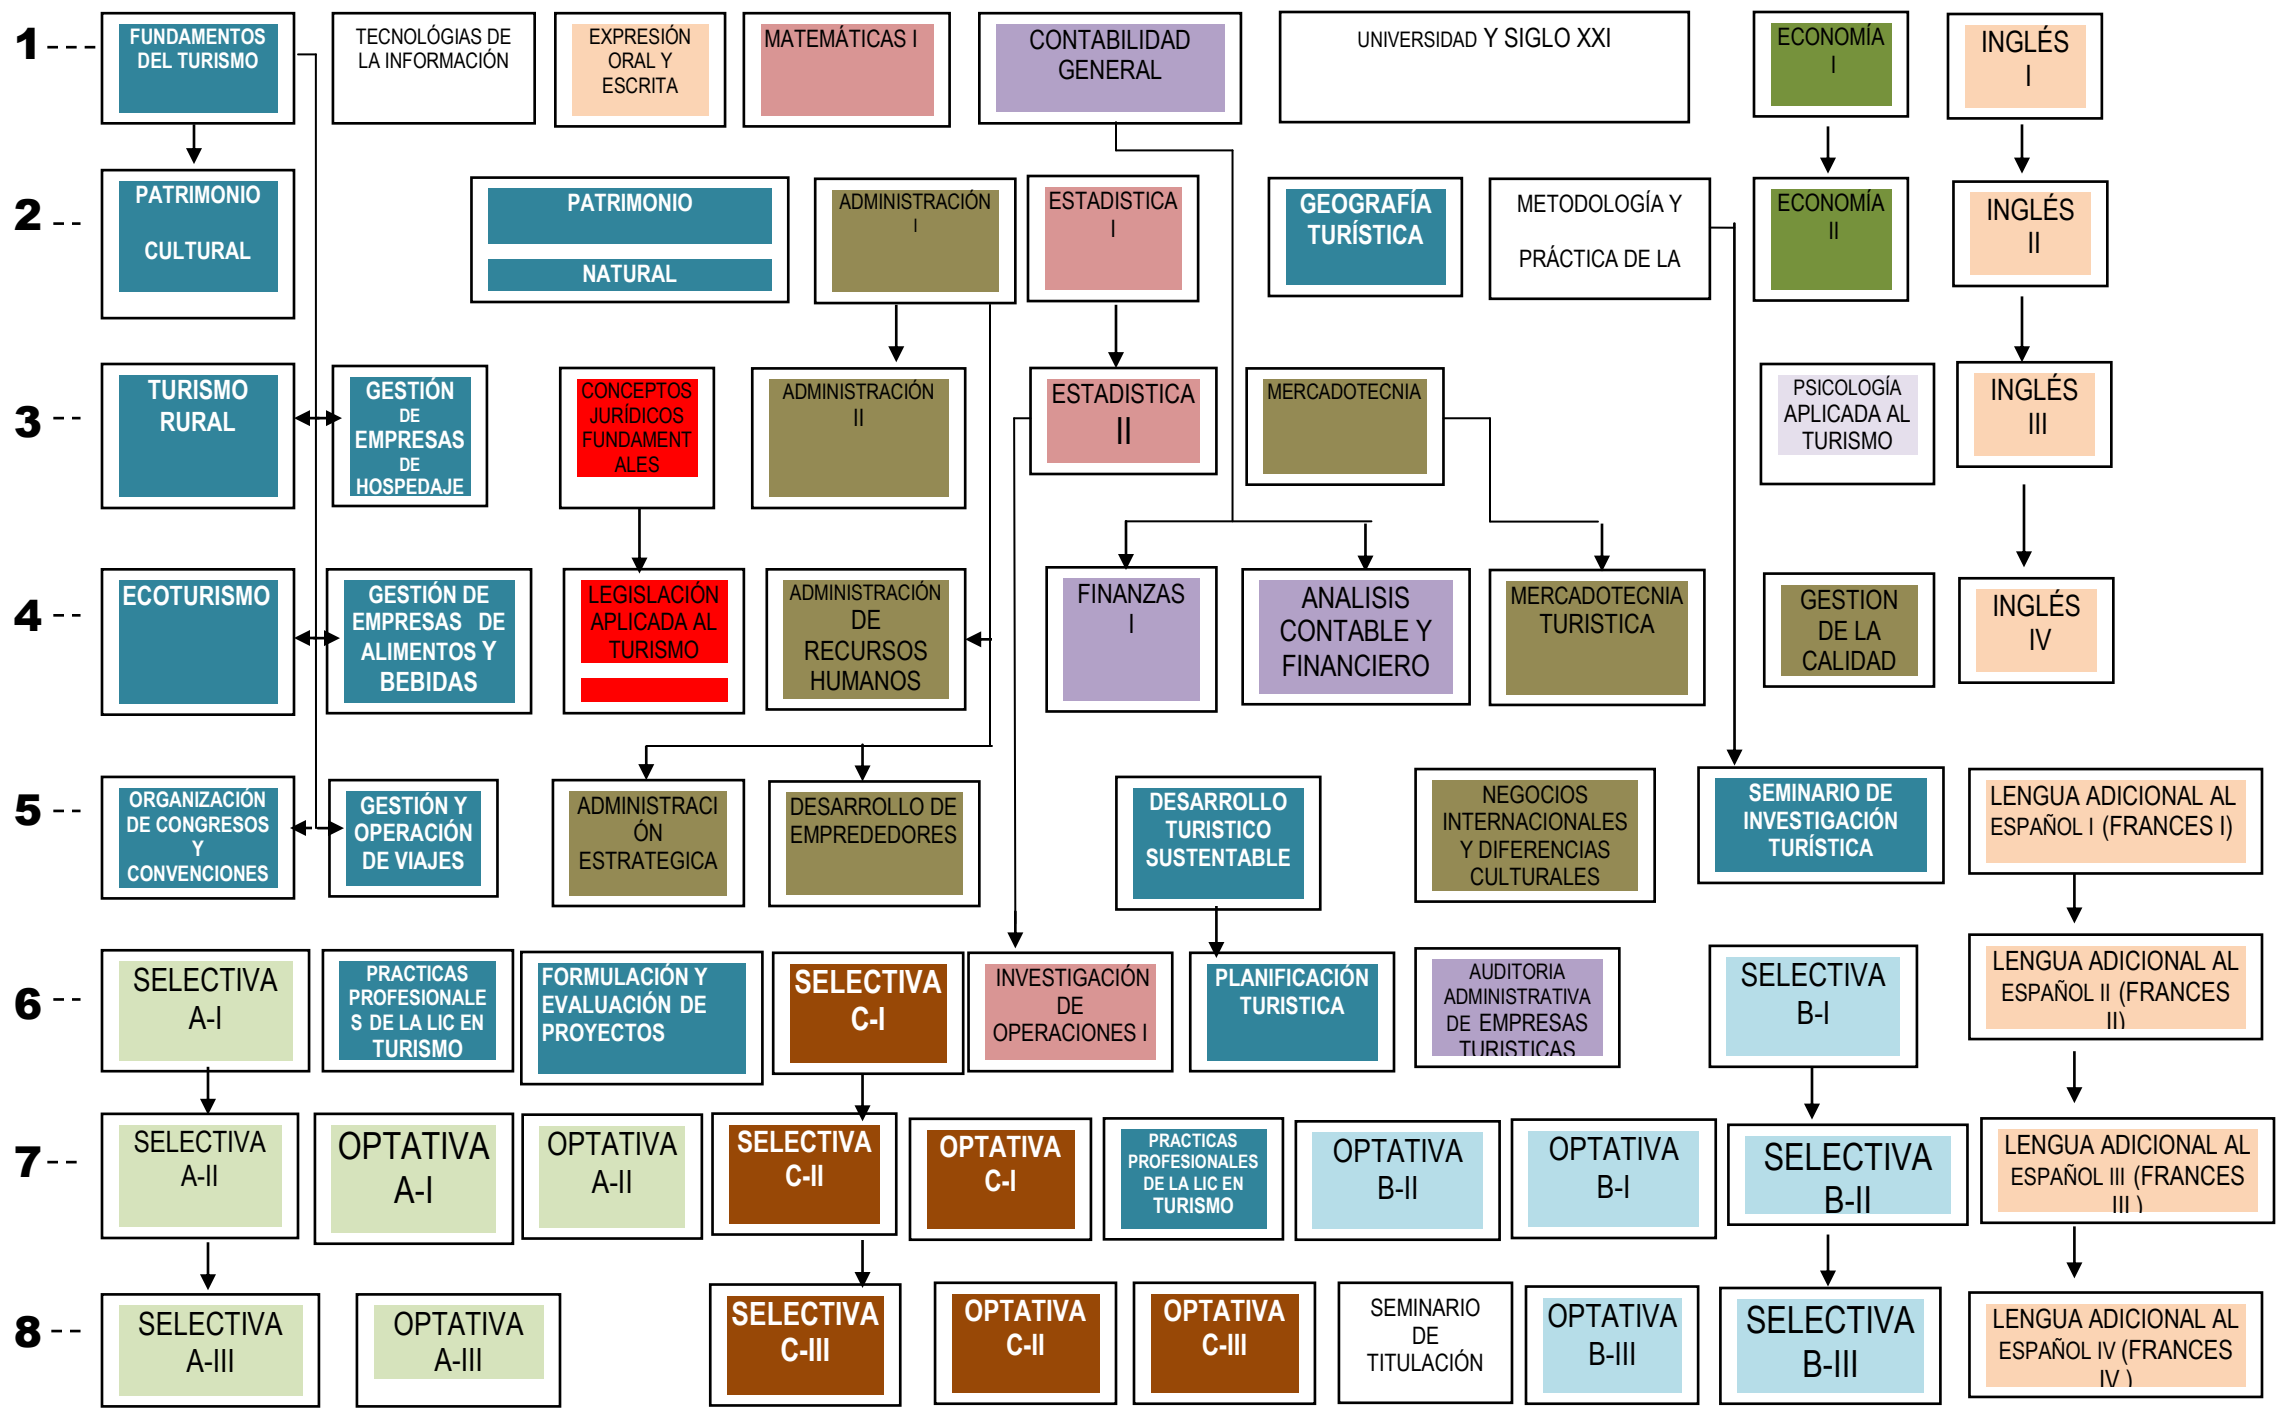 1---
FUNDAMENTOS
DEL TURISMO
TECNOLÓGIAS DE
LA INFORMACIÓN
EXPRESIÓN
ORAL Y
ESCRITA
MATEMÁTICAS I
CONTABILIDAD
GENERAL
UNIVERSIDAD Y SIGLO XXI
ECONOMÍA
I
INGLÉS
I
2--
PATRIMONIO
CULTURAL
PATRIMONIO
NATURAL
ADMINISTRACIÓN
I
ESTADISTICA
I
GEOGRAFÍA
TURÍSTICA
METODOLOGÍA Y
PRÁCTICA DE LA
ECONOMÍA
II
INGLÉS
II
3--
TURISMO
RURAL
GESTIÓN
DE
EMPRESAS
DE
HOSPEDAJE
CONCEPTOS
JURÍDICOS
FUNDAMENT
ALES
ADMINISTRACIÓN
II
ESTADISTICA
II
MERCADOTECNIA
PSICOLOGÍA
APLICADA AL
TURISMO
INGLÉS
III
4--
ECOTURISMO
GESTIÓN DE
EMPRESAS DE
ALIMENTOS Y
BEBIDAS
LEGISLACIÓN
APLICADA AL
TURISMO
ADMINISTRACIÓN
DE
RECURSOS
HUMANOS
FINANZAS
I
ANALISIS
CONTABLE Y
FINANCIERO
MERCADOTECNIA
TURISTICA
GESTION
DE LA
CALIDAD
INGLÉS
IV
5--
ORGANIZACIÓN
DE CONGRESOS
Y
CONVENCIONES
GESTIÓN Y
OPERACIÓN
DE VIAJES
ADMINISTRACI
ÓN
ESTRATEGICA
DESARROLLO DE
EMPREDEDORES
DESARROLLO
TURISTICO
SUSTENTABLE
NEGOCIOS
INTERNACIONALES
Y DIFERENCIAS
CULTURALES
SEMINARIO DE
INVESTIGACIÓN
TURÍSTICA
LENGUA ADICIONAL AL
ESPAÑOL I (FRANCES I)
6--
SELECTIVA
A-I
PRACTICAS
PROFESIONALE
S DE LA LIC EN
TURISMO
FORMULACIÓN Y
EVALUACIÓN DE
PROYECTOS
SELECTIVA
C-I
INVESTIGACIÓN
DE
OPERACIONES I
PLANIFICACIÓN
TURISTICA
AUDITORIA
ADMINISTRATIVA
DE EMPRESAS
TURISTICAS
SELECTIVA
B-I
LENGUA ADICIONAL AL
ESPAÑOL II (FRANCES
II)
7--
SELECTIVA
A-II
OPTATIVA
A-I
OPTATIVA
A-II
SELECTIVA
C-II
OPTATIVA
C-I
PRACTICAS
PROFESIONALES
DE LA LIC EN
TURISMO
OPTATIVA
B-II
OPTATIVA
B-I
SELECTIVA
B-II
LENGUA ADICIONAL AL
ESPAÑOL III (FRANCES
III )
8--
SELECTIVA
A-III
OPTATIVA
A-III
SELECTIVA
C-III
OPTATIVA
C-II
OPTATIVA
C-III
SEMINARIO
DE
TITULACIÓN
OPTATIVA
B-III
SELECTIVA
B-III
LENGUA ADICIONAL AL
ESPAÑOL IV (FRANCES
IV )